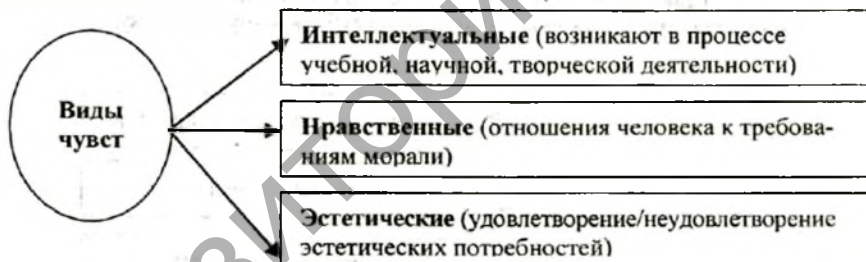 Виды
чувст
Интеллектуальные (возникают в процессе
учебной, научной, творческой деятельности)
Нравственные (отношения человека к требова-
ниям морали)
Эстетические (удовлетворение/неудовлетворение
эстетических потребностей)